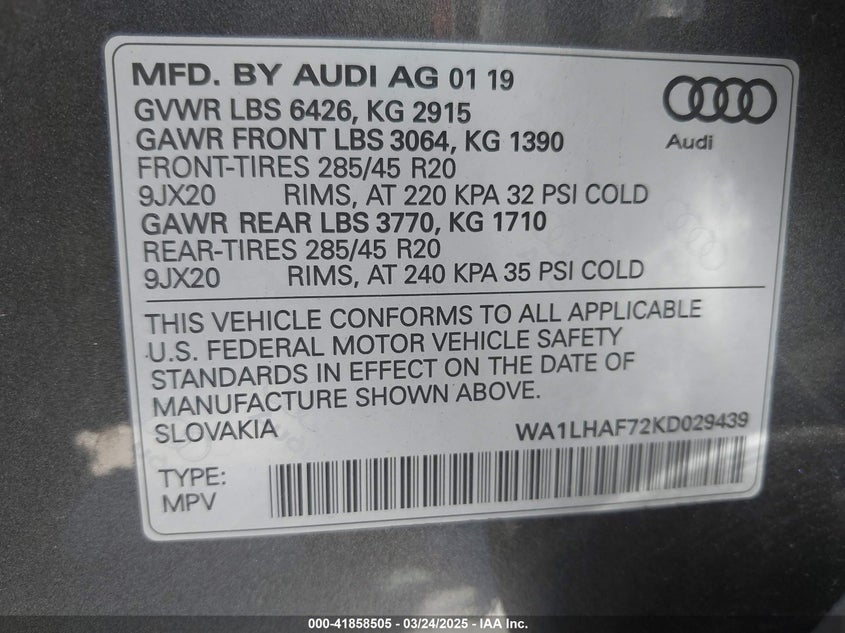 MFD. BY AUDI AG 01 19
GVWR LBS 6426, KG 2915
GAWR FRONT LBS 3064, KG 1390
FRONT-TIRES 285/45 R20
9JX20 RIMS, AT 220 KPA 32 PSI COLD
GAWR REAR LBS 3770, KG 1710
REAR-TIRES 285/45 R20
9JX20 RIMS, AT 240 KPA 35 PSI COLD
Audi
THIS VEHICLE CONFORMS TO ALL APPLICABLE
U.S. FEDERAL MOTOR VEHICLE SAFETY
STANDARDS IN EFFECT ON THE DATE OF
MANUFACTURE SHOWN ABOVE.
SLOVAKIA WA1LHAF72KD029439
TYPE:
MPV
000-41858505 - 03/24/2025 - IAA Inc.